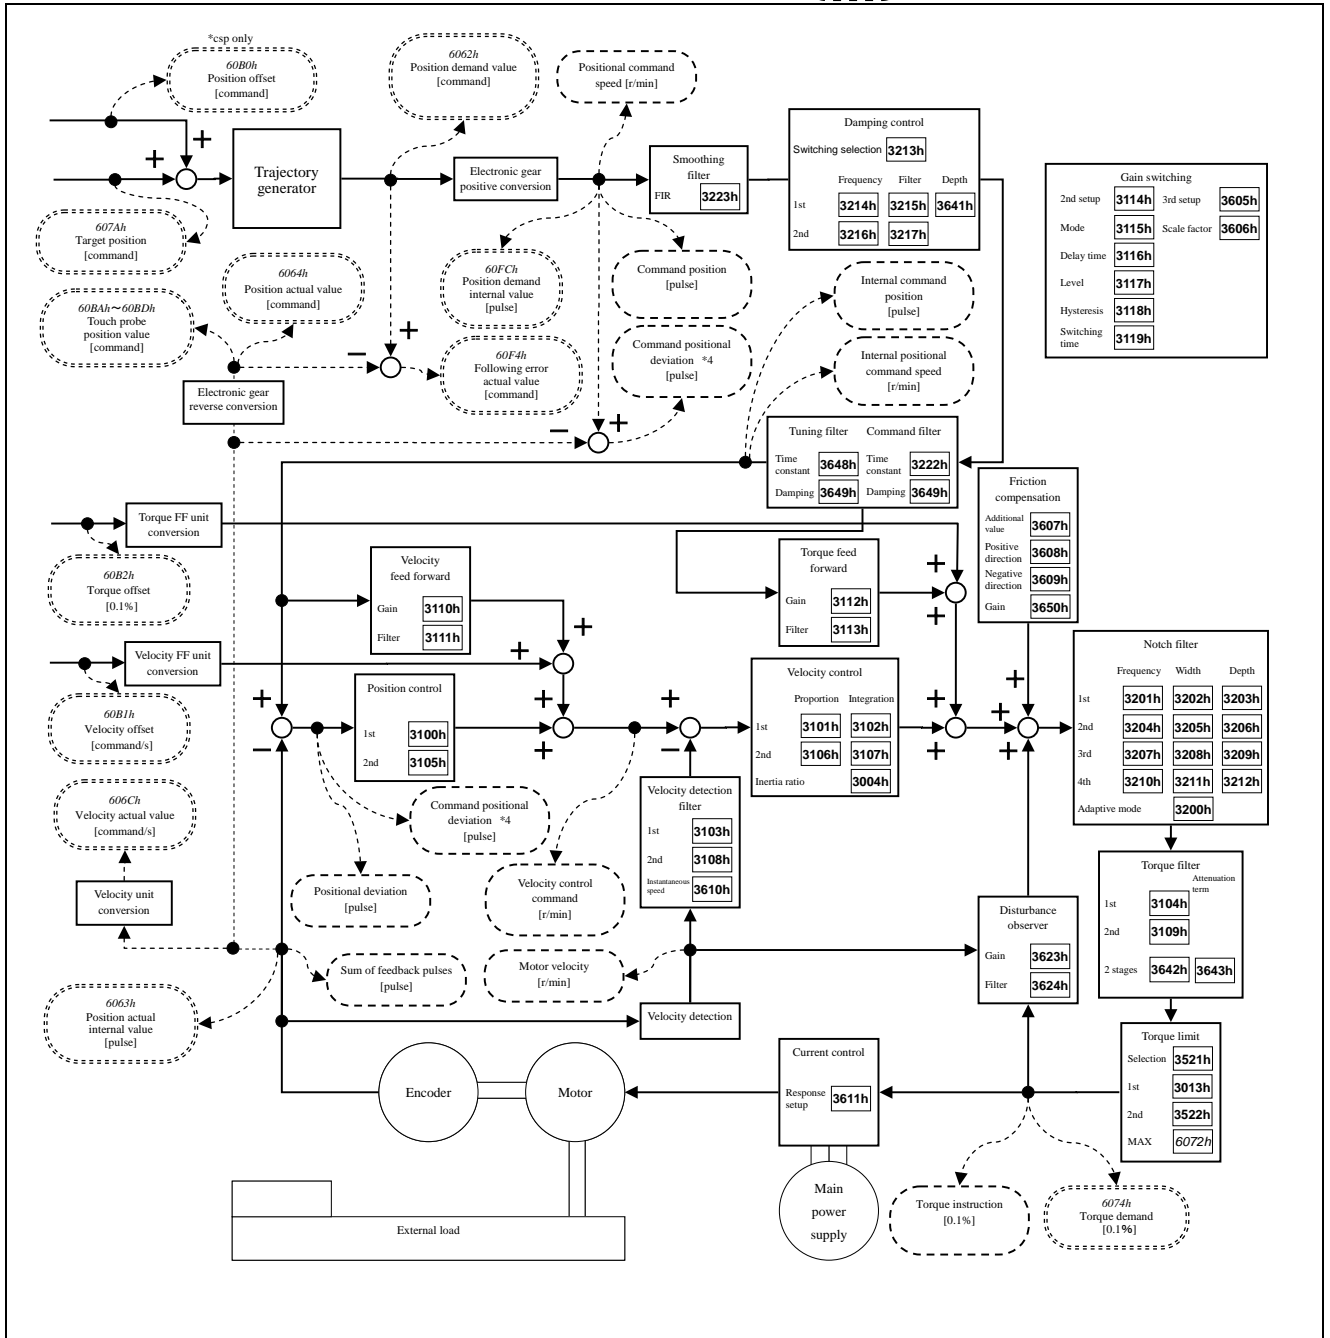 *csp only
60B0h
Position offset
[command]
6062h
Position demand value
[command]
Positional command
speed [r/min]
Trajectory
generator
Electronic gear
positive conversion
Smoothing
filter
FIR 3223h
Damping control
Switching selection 3213h
Frequency Filter Depth
1st 3214h 3215h 3641h
2nd 3216h 3217h
Gain switching
2nd setup 3114h 3rd setup 3605h
Mode 3115h Scale factor 3606h
Delay time 3116h
Level 3117h
Hysteresis 3118h
Switching
time 3119h
607Ah
Target position
[command]
6064h
Position actual value
[command]
60BAh～60BDh
Touch probe
position value
[command]
60FCh
Position demand
internal value
[pulse]
Command position
[pulse]
Internal command
position
[pulse]
60F4h
Following error
actual value
[command]
Command positional
deviation *4
[pulse]
Internal positional
command speed
[r/min]
Electronic gear
reverse conversion
Tuning filter Command filter
Time
constant 3648h Time
constant 3222h
Damping 3649h Damping 3649h
Friction
compensation
Additional
value 3607h
Positive
direction 3608h
Negative
direction 3609h
Gain 3650h
Torque FF unit
conversion
60B2h
Torque offset
[0.1%]
Velocity
feed forward
Gain 3110h
Filter 3111h
Torque feed
forward
Gain 3112h
Filter 3113h
Velocity FF unit
conversion
60B1h
Velocity offset
[command/s]
Position control
1st 3100h
2nd 3105h
Velocity control
Proportion Integration
1st 3101h 3102h
2nd 3106h 3107h
Inertia ratio 3004h
Notch filter
Frequency Width Depth
1st 3201h 3202h 3203h
2nd 3204h 3205h 3206h
3rd 3207h 3208h 3209h
4th 3210h 3211h 3212h
Adaptive mode 3200h
606Ch
Velocity actual value
[command/s]
Command positional
deviation *4
[pulse]
Velocity detection
filter
1st 3103h
2nd 3108h
Instantaneous
speed 3610h
Velocity unit
conversion
Positional deviation
[pulse]
Velocity control
command
[r/min]
Torque filter
Attenuation
term
1st 3104h
2nd 3109h
2 stages 3642h 3643h
Disturbance
observer
Gain 3623h
Filter 3624h
Sum of feedback pulses
[pulse]
Motor velocity
[r/min]
6063h
Position actual
internal value
[pulse]
Velocity detection
Torque limit
Selection 3521h
1st 3013h
2nd 3522h
MAX 6072h
Current control
Response
setup 3611h
Encoder
Motor
Main
power
supply
Torque instruction
[0.1%]
6074h
Torque demand
[0.1%]
External load